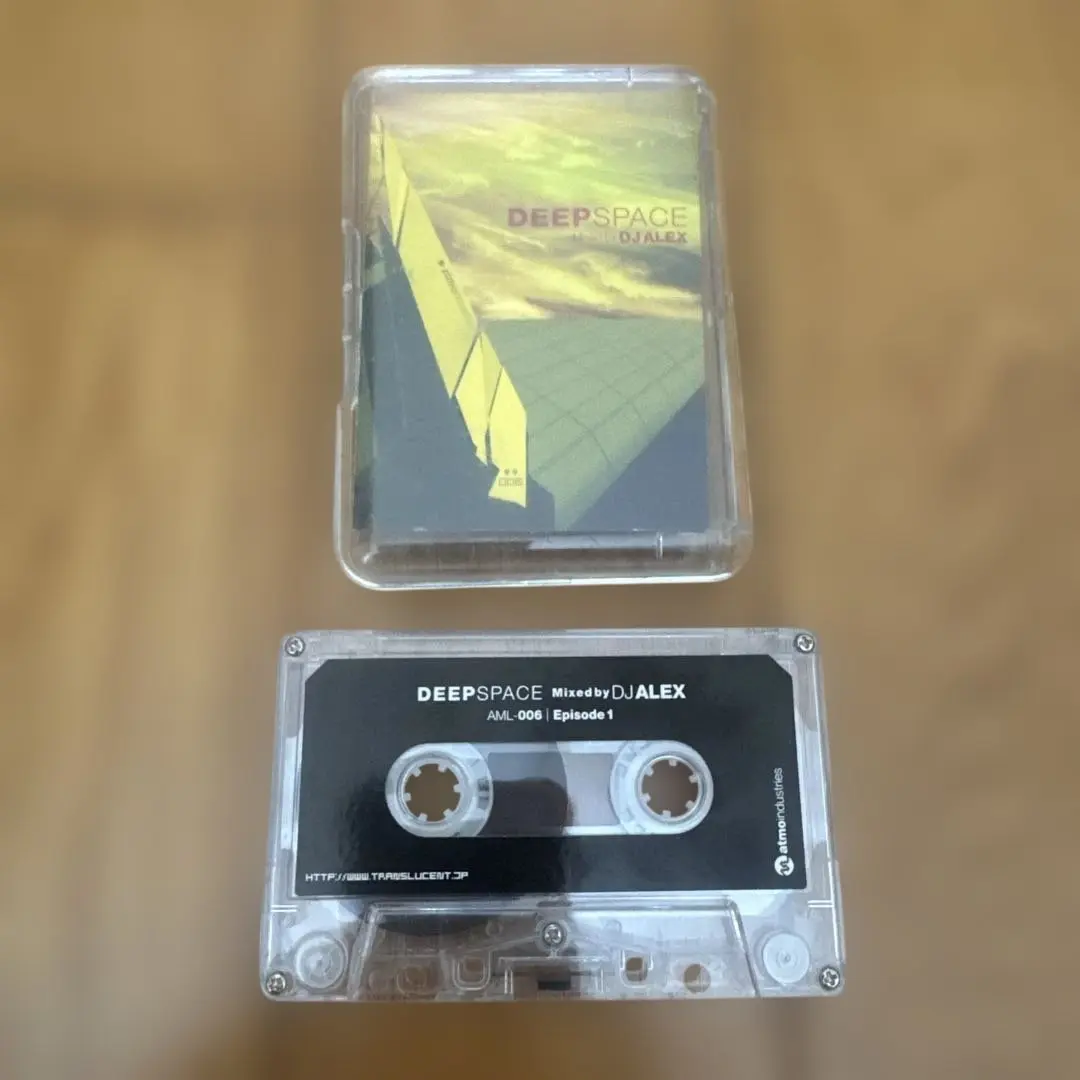 DEEPSPACE
DJ ALEX
DEEPSPACE Mixed by DJ ALEX
AML-006 | Episode 1
atmoindustries
HTTP://WWW.TRANSLUCENT.JP